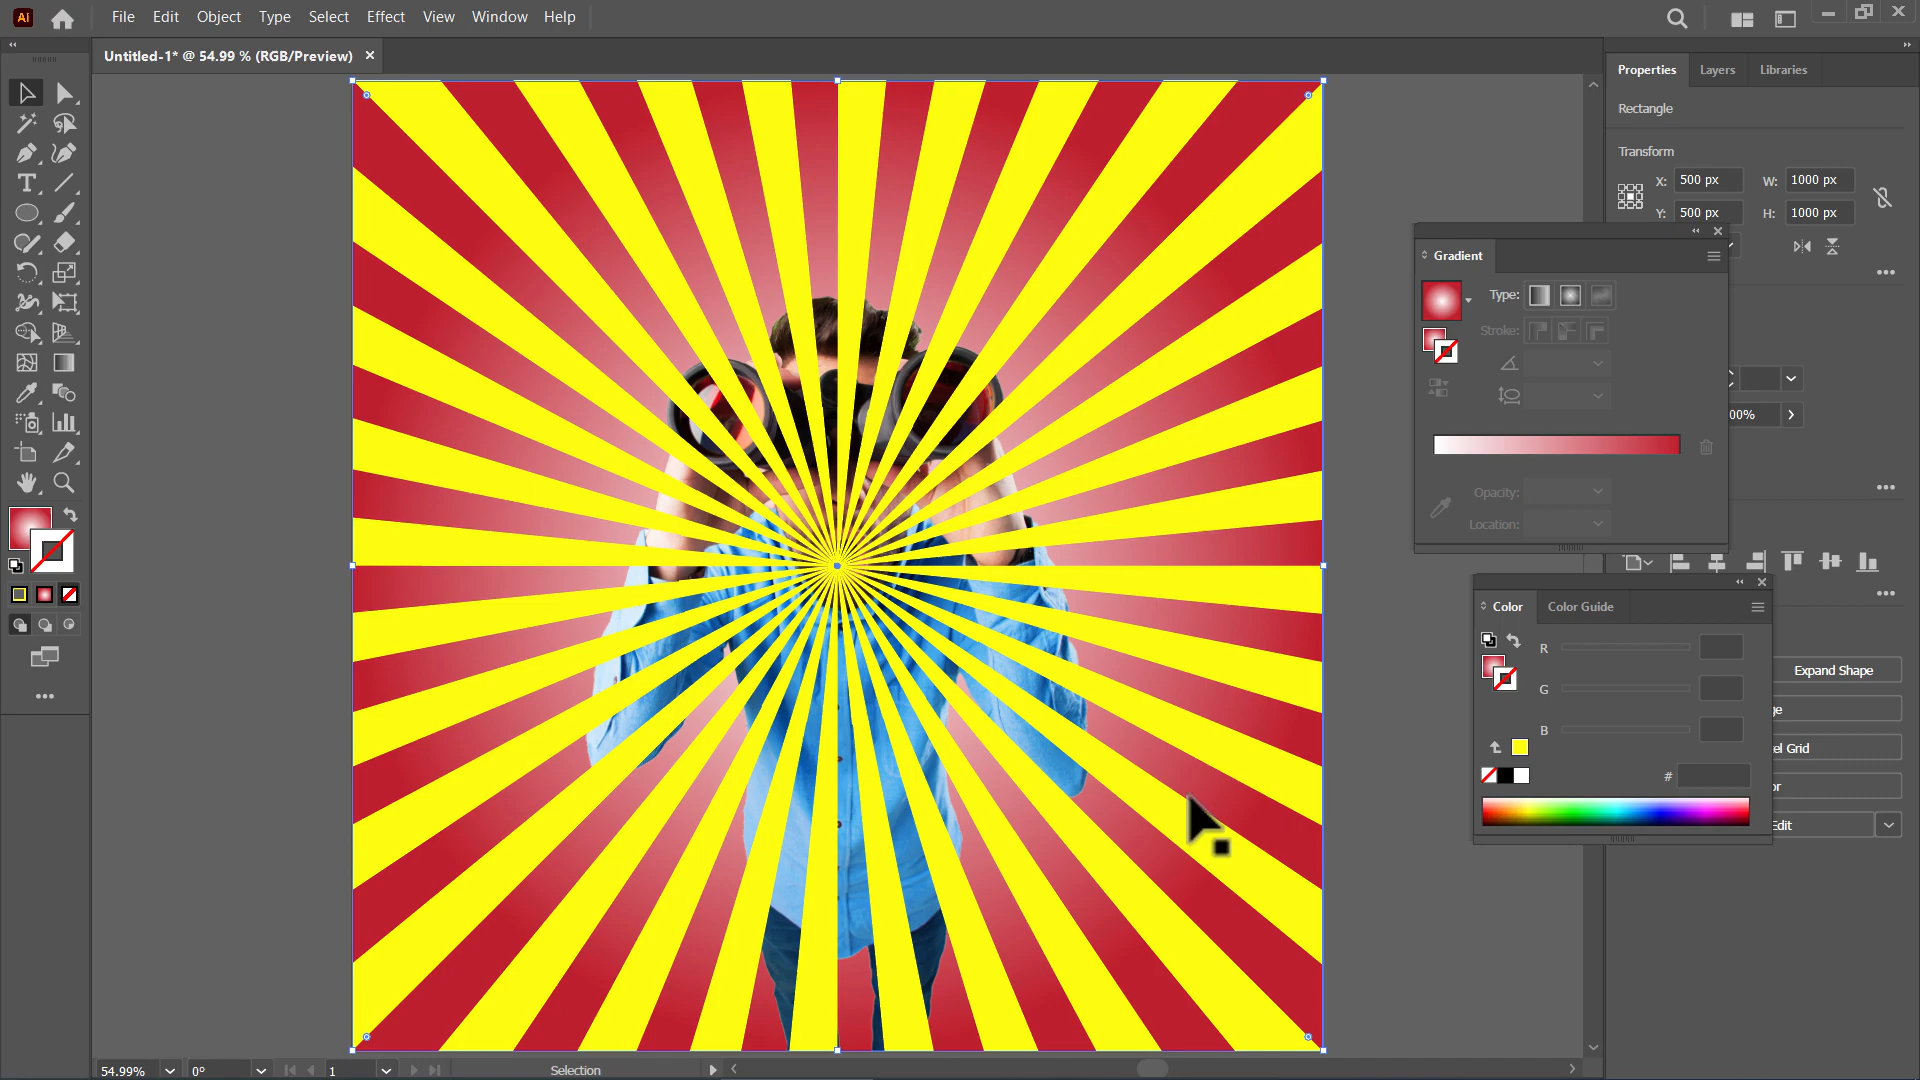 Ai File Edit Object Type Select Effect View Window Help
Untitled-1* @ 54.99 % (RGB/Preview)
Properties Layers Libraries
Rectangle
Transform
X: 500 px W: 1000 px
Y: 500 px H: 1000 px
Gradient
Type:
Stroke:
00%
Opacity:
Location:
Color Color Guide
R
G
B
#
Expand Shape
ge
el Grid
or
Edit
54.99% 0° 1 Selection